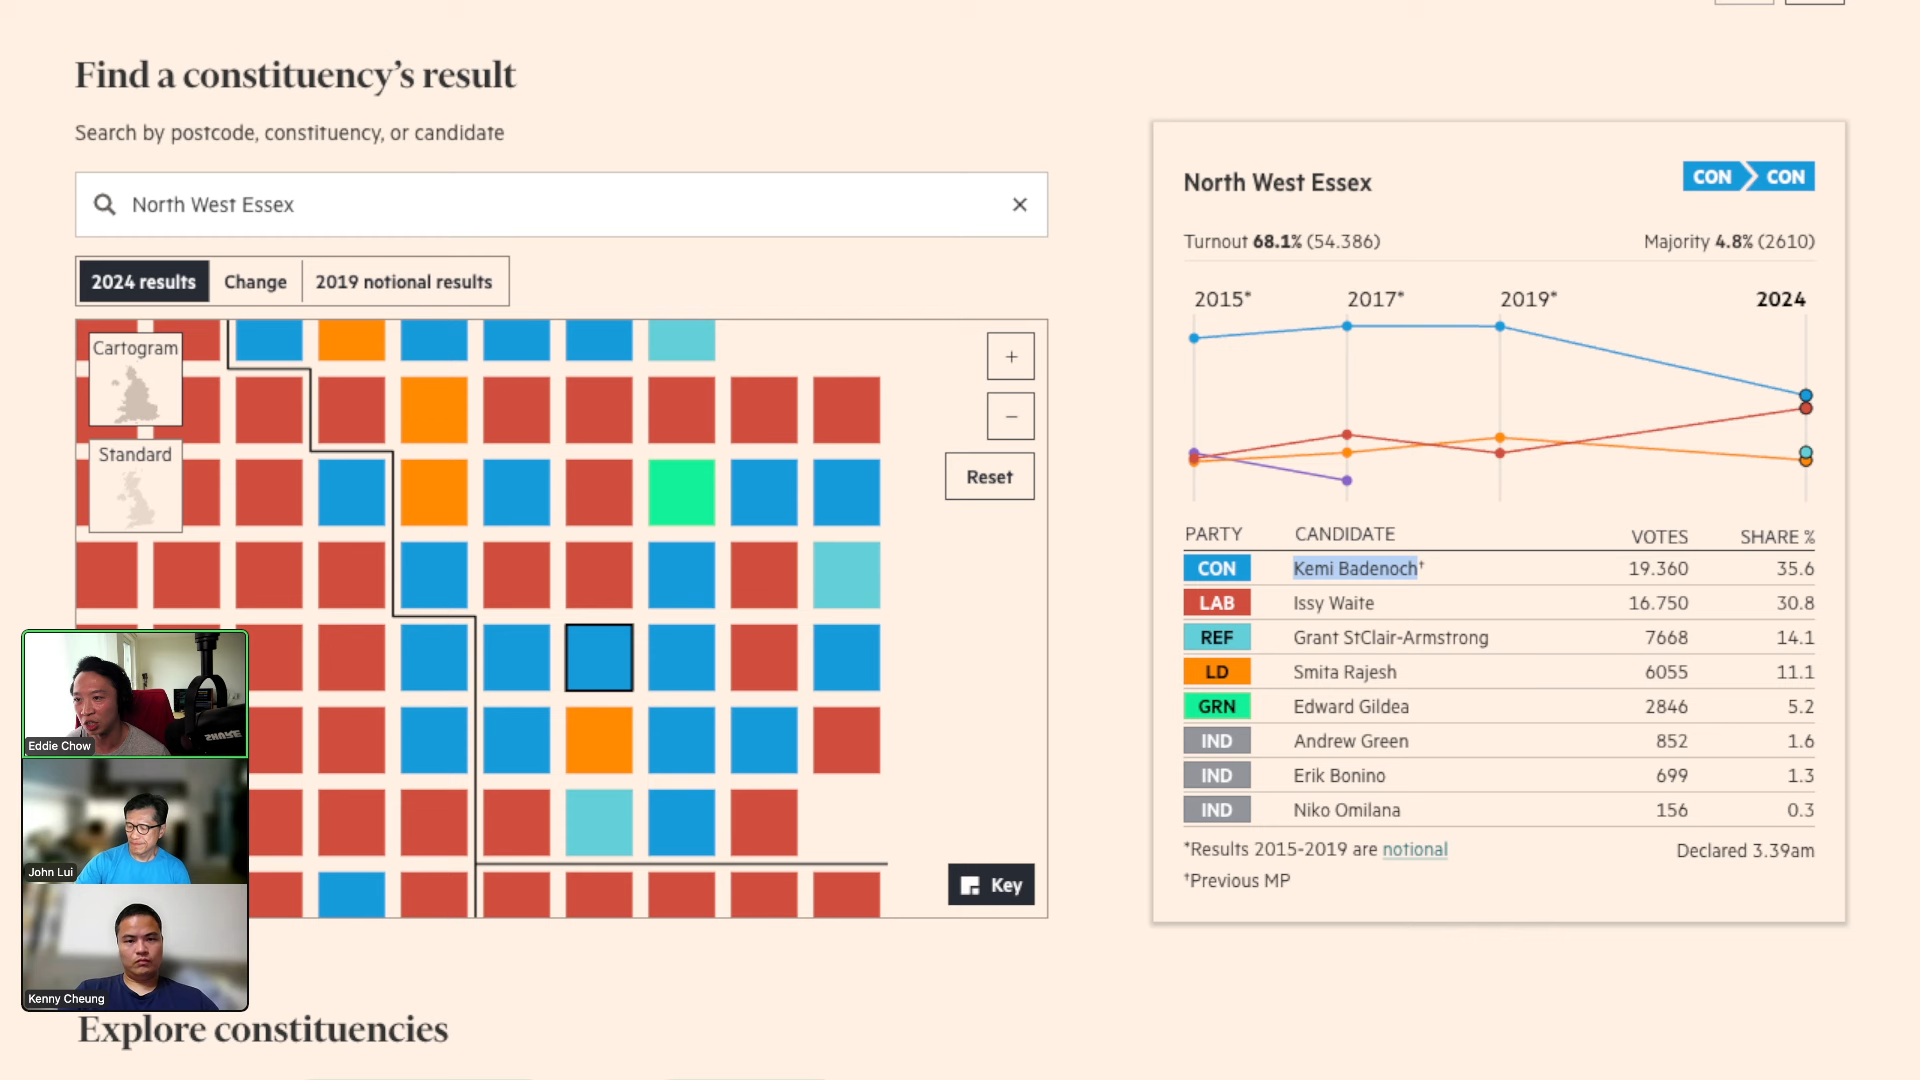 Find a constituency’s result
Search by postcode, constituency, or candidate
North West Essex
2024 results Change 2019 notional results
Cartogram
Standard
+
−
Reset
Key
Eddie Chow
SHURE
John Lui
Kenny Cheung
Explore constituencies
North West Essex CON CON
Turnout 68.1% (54.386) Majority 4.8% (2610)
2015* 2017* 2019* 2024
PARTY CANDIDATE VOTES SHARE %
CON Kemi Badenoch† 19.360 35.6
LAB Issy Waite 16.750 30.8
REF Grant StClair-Armstrong 7668 14.1
LD Smita Rajesh 6055 11.1
GRN Edward Gildea 2846 5.2
IND Andrew Green 852 1.6
IND Erik Bonino 699 1.3
IND Niko Omilana 156 0.3
*Results 2015-2019 are notional Declared 3.39am
†Previous MP